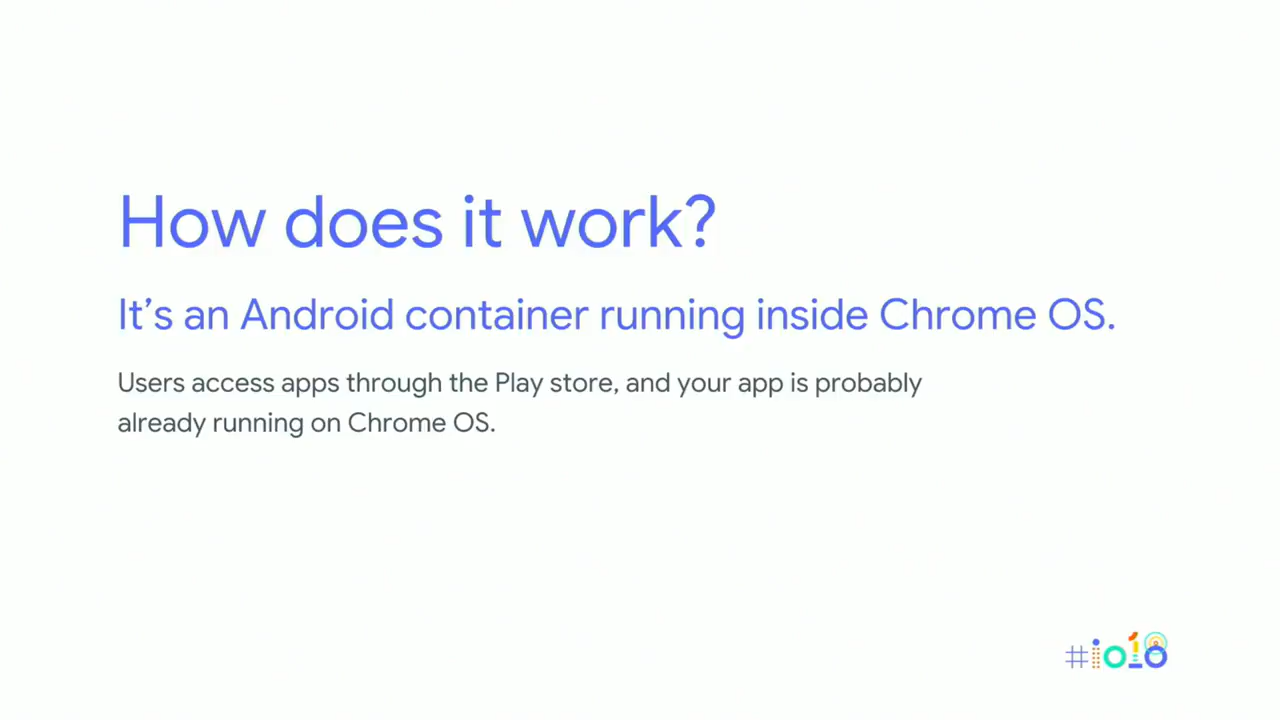 How does it work?
It’s an Android container running inside Chrome OS.
Users access apps through the Play store, and your app is probably
already running on Chrome OS.
#io18